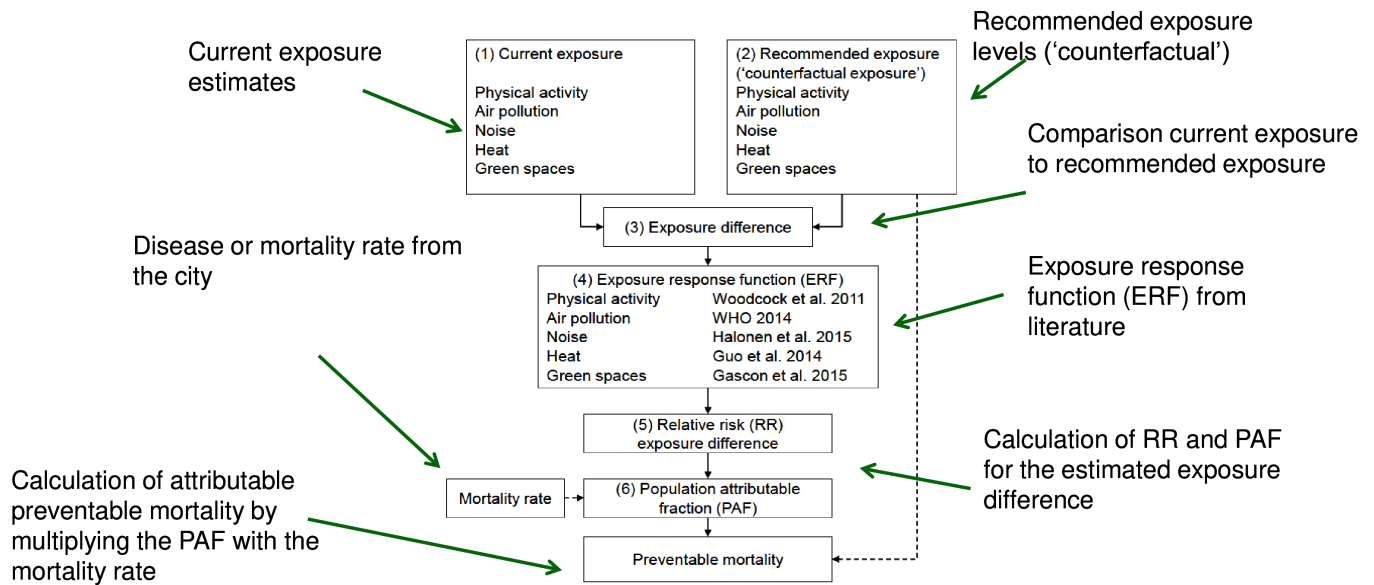 Current exposure
estimates
(1) Current exposure
Physical activity
Air pollution
Noise
Heat
Green spaces
(2) Recommended exposure
(‘counterfactual exposure’)
Physical activity
Air pollution
Noise
Heat
Green spaces
Recommended exposure
levels (‘counterfactual’)
Comparison current exposure
to recommended exposure
(3) Exposure difference
Disease or mortality rate from
the city
(4) Exposure response function (ERF)
Physical activity Woodcock et al. 2011
Air pollution WHO 2014
Noise Halonen et al. 2015
Heat Guo et al. 2014
Green spaces Gascon et al. 2015
Exposure response
function (ERF) from
literature
(5) Relative risk (RR)
exposure difference
Calculation of RR and PAF
for the estimated exposure
difference
Calculation of attributable
preventable mortality by
multiplying the PAF with the
mortality rate
Mortality rate
(6) Population attributable
fraction (PAF)
Preventable mortality